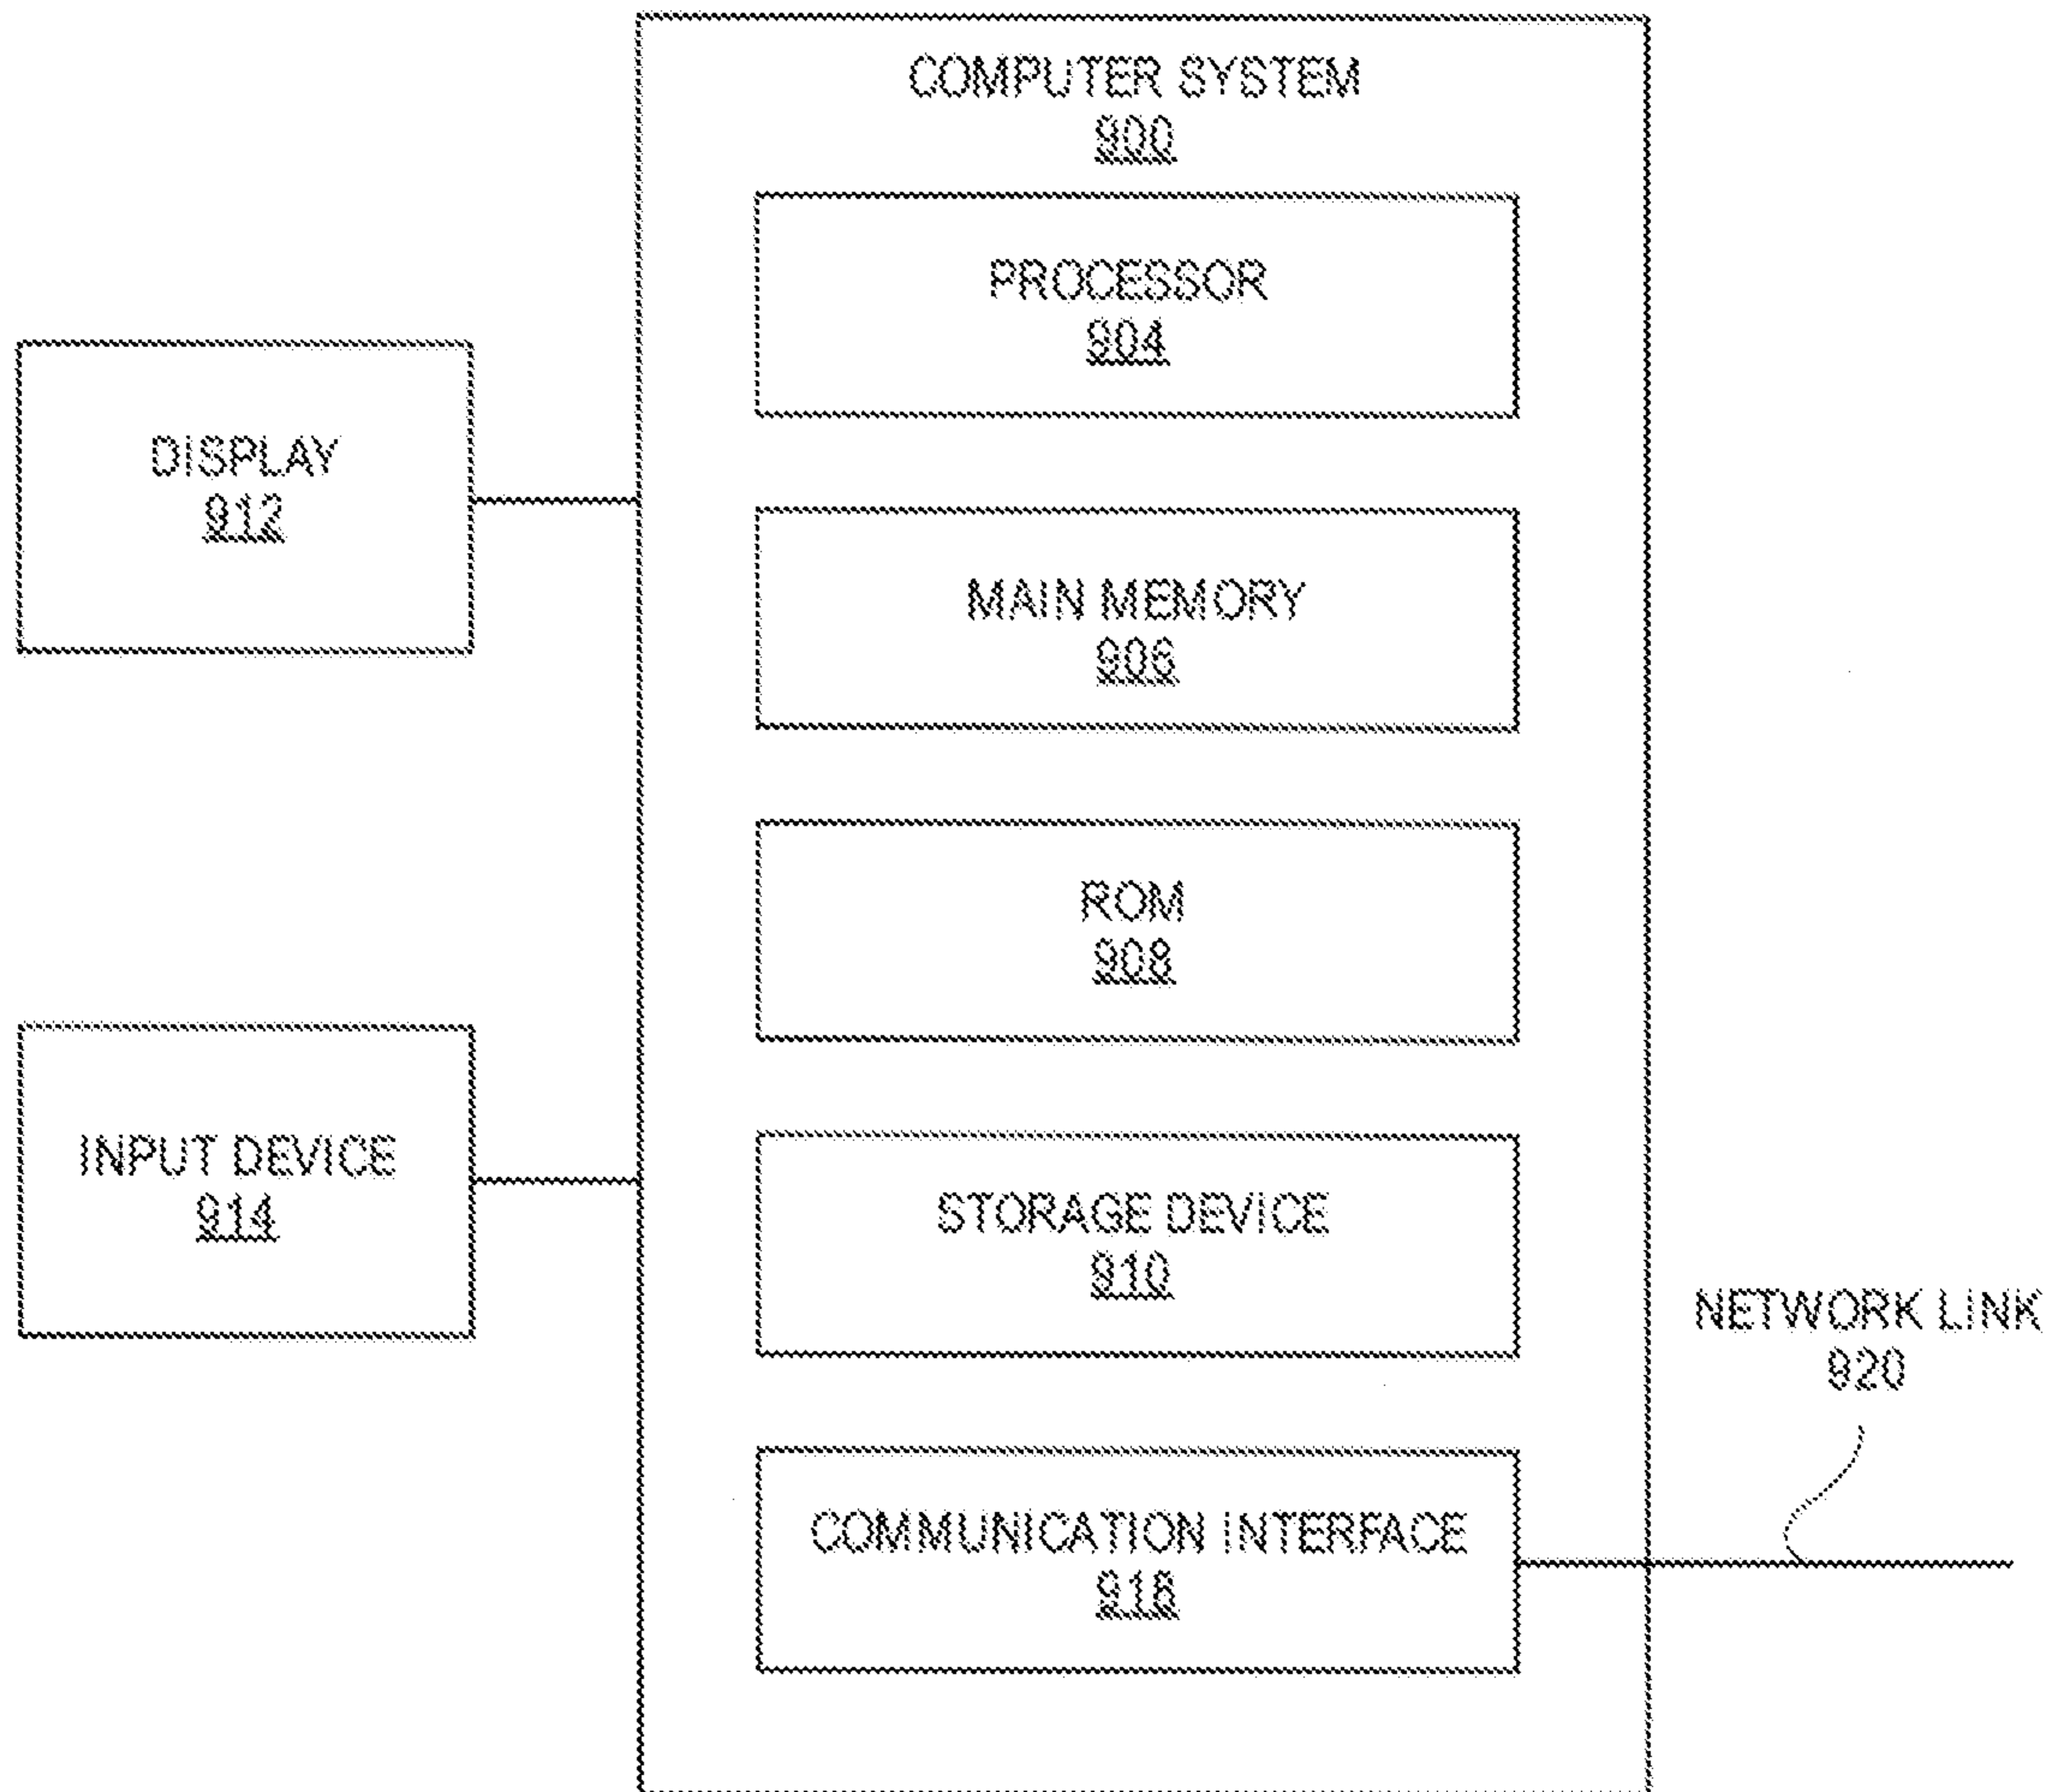 COMPUTER SYSTEM
900
PROCESSOR
904
DISPLAY
912
MAIN MEMORY
906
ROM
908
INPUT DEVICE
914
STORAGE DEVICE
910
NETWORK LINK
920
COMMUNICATION INTERFACE
918